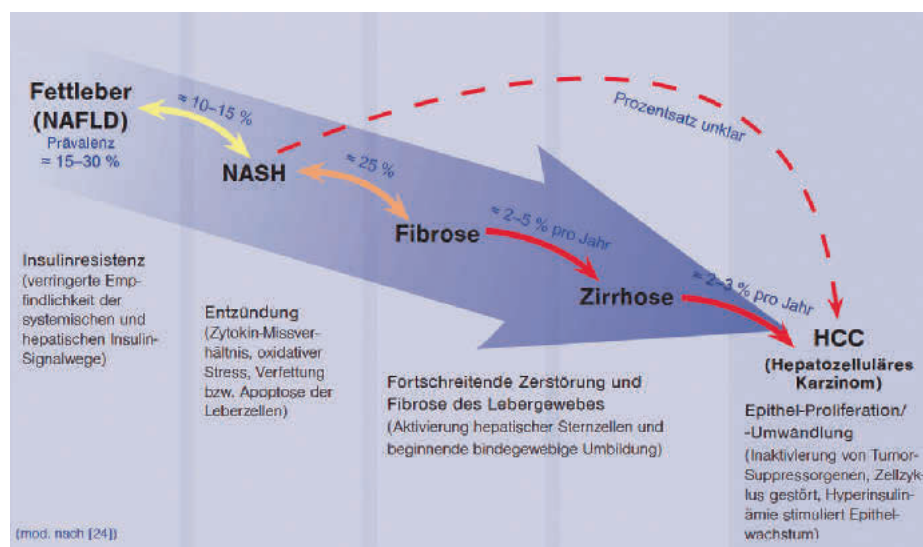 Fettleber
(NAFLD)
Prävalenz
= 15–30 %
≈ 10–15 %
NASH
≈ 25 %
Fibrose
≈ 2–5 % pro Jahr
Zirrhose
≈ 2–3 % pro Jahr
Prozentsatz unklar
HCC
(Hepatozelluläres
Karzinom)
Insulinresistenz
(verringerte Emp-
findlichkeit der
systemischen und
hepatischen Insulin-
Signalwege)
Entzündung
(Zytokin-Missver-
hältnis, oxidativer
Stress, Verfettung
bzw. Apoptose der
Leberzellen)
Fortschreitende Zerstörung und
Fibrose des Lebergewebes
(Aktivierung hepatischer Sternzellen und
beginnende bindegewebige Umbildung)
Epithel-Proliferation/
-Umwandlung
(Inaktivierung von Tumor-
Suppressorgenen, Zellzyk-
lus gestört, Hyperinsulin-
ämie stimuliert Epithel-
wachstum)
(mod. nach [24])